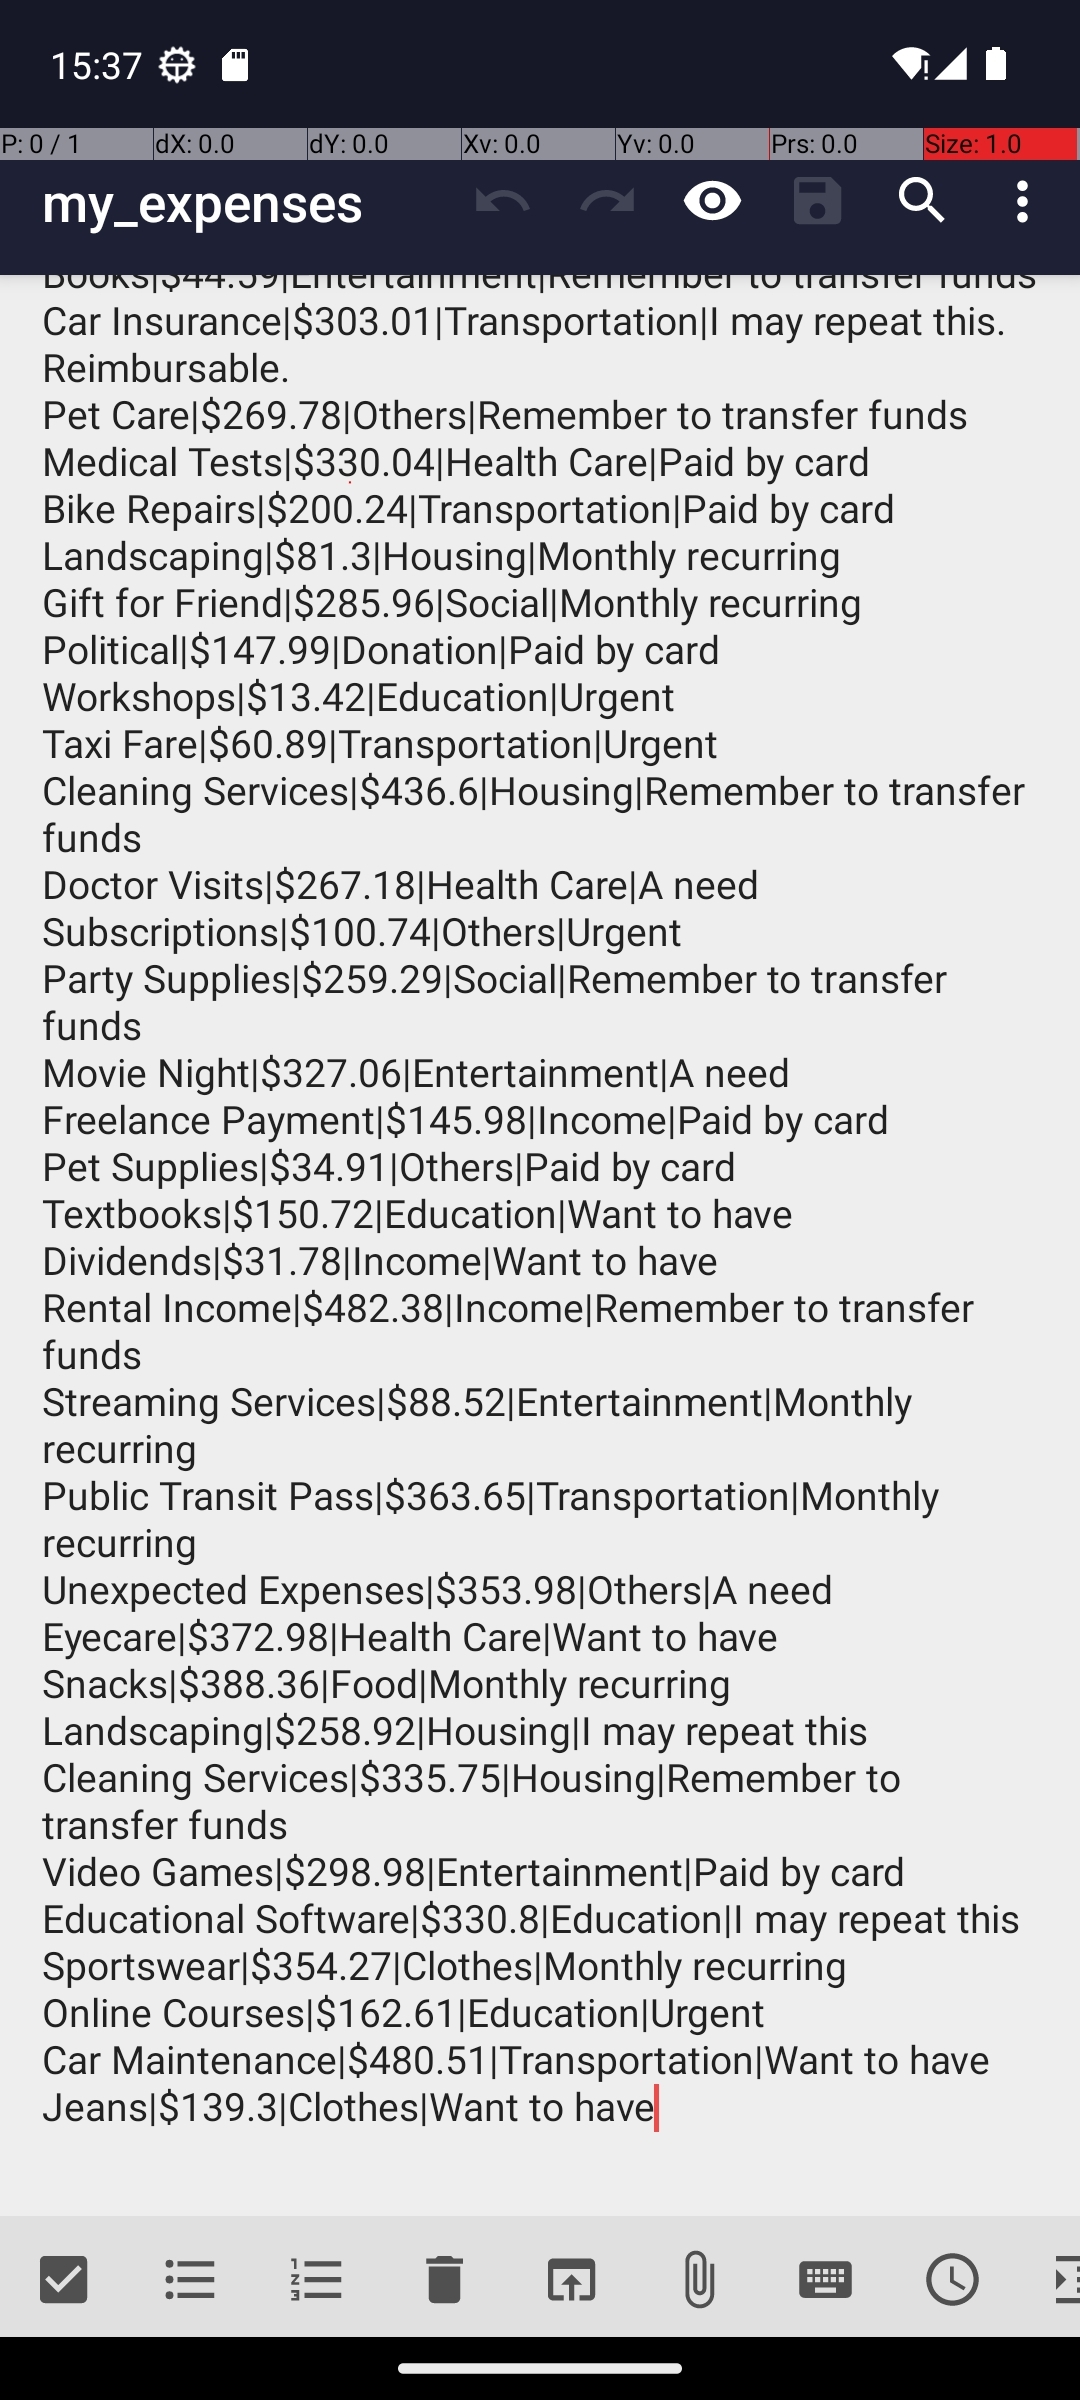 15:37
P: 0 / 1 dX: 0.0 dY: 0.0 Xv: 0.0 Yv: 0.0 Prs: 0.0 Size: 1.0
my_expenses
Books|$44.59|Entertainment|Remember to transfer funds
Car Insurance|$303.01|Transportation|I may repeat this.
Reimbursable.
Pet Care|$269.78|Others|Remember to transfer funds
Medical Tests|$330.04|Health Care|Paid by card
Bike Repairs|$200.24|Transportation|Paid by card
Landscaping|$81.3|Housing|Monthly recurring
Gift for Friend|$285.96|Social|Monthly recurring
Political|$147.99|Donation|Paid by card
Workshops|$13.42|Education|Urgent
Taxi Fare|$60.89|Transportation|Urgent
Cleaning Services|$436.6|Housing|Remember to transfer
funds
Doctor Visits|$267.18|Health Care|A need
Subscriptions|$100.74|Others|Urgent
Party Supplies|$259.29|Social|Remember to transfer
funds
Movie Night|$327.06|Entertainment|A need
Freelance Payment|$145.98|Income|Paid by card
Pet Supplies|$34.91|Others|Paid by card
Textbooks|$150.72|Education|Want to have
Dividends|$31.78|Income|Want to have
Rental Income|$482.38|Income|Remember to transfer
funds
Streaming Services|$88.52|Entertainment|Monthly
recurring
Public Transit Pass|$363.65|Transportation|Monthly
recurring
Unexpected Expenses|$353.98|Others|A need
Eyecare|$372.98|Health Care|Want to have
Snacks|$388.36|Food|Monthly recurring
Landscaping|$258.92|Housing|I may repeat this
Cleaning Services|$335.75|Housing|Remember to
transfer funds
Video Games|$298.98|Entertainment|Paid by card
Educational Software|$330.8|Education|I may repeat this
Sportswear|$354.27|Clothes|Monthly recurring
Online Courses|$162.61|Education|Urgent
Car Maintenance|$480.51|Transportation|Want to have
Jeans|$139.3|Clothes|Want to have